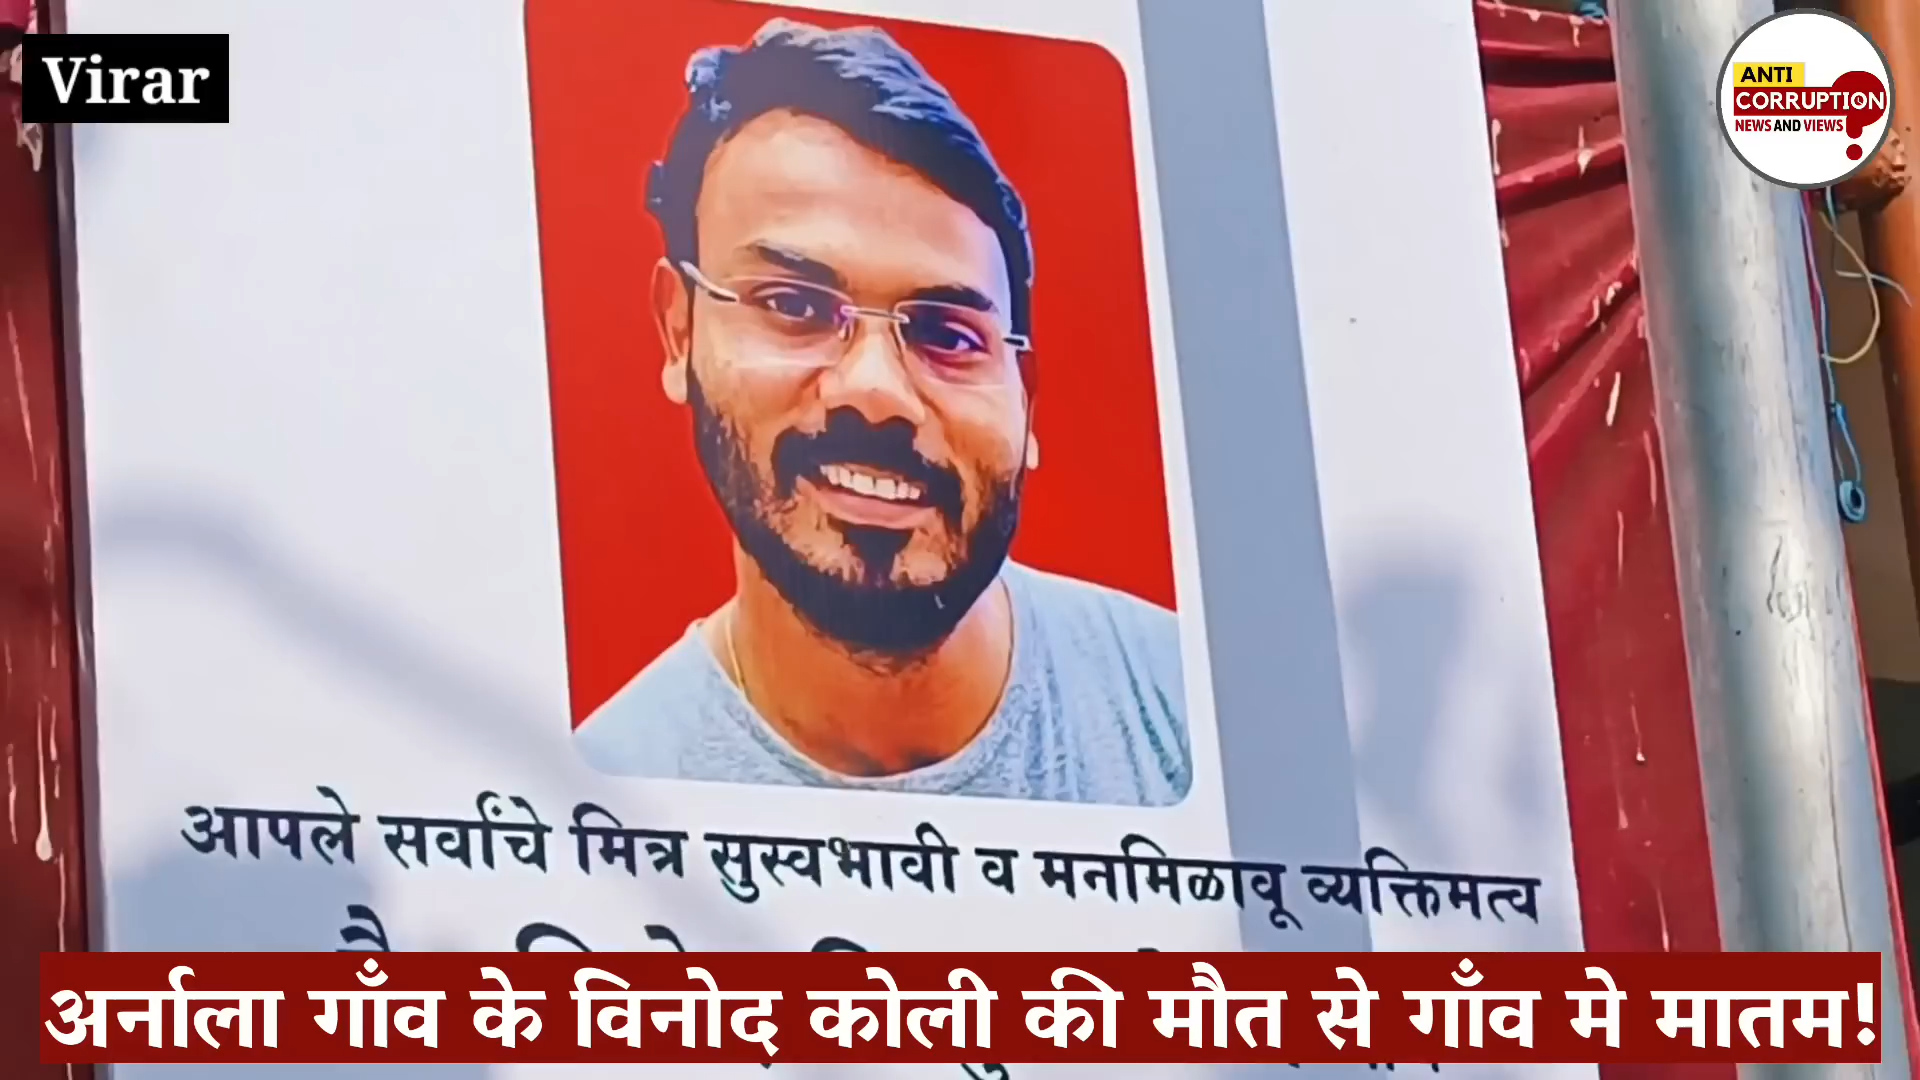 Virar
ANTI
CORRUPTION
NEWS AND VIEWS
आपले सर्वांचे मित्र सुस्वभावी व मनमिळावू व्यक्तिमत्व
अर्नाला गाँव के विनोद कोली की मौत से गाँव मे मातम!